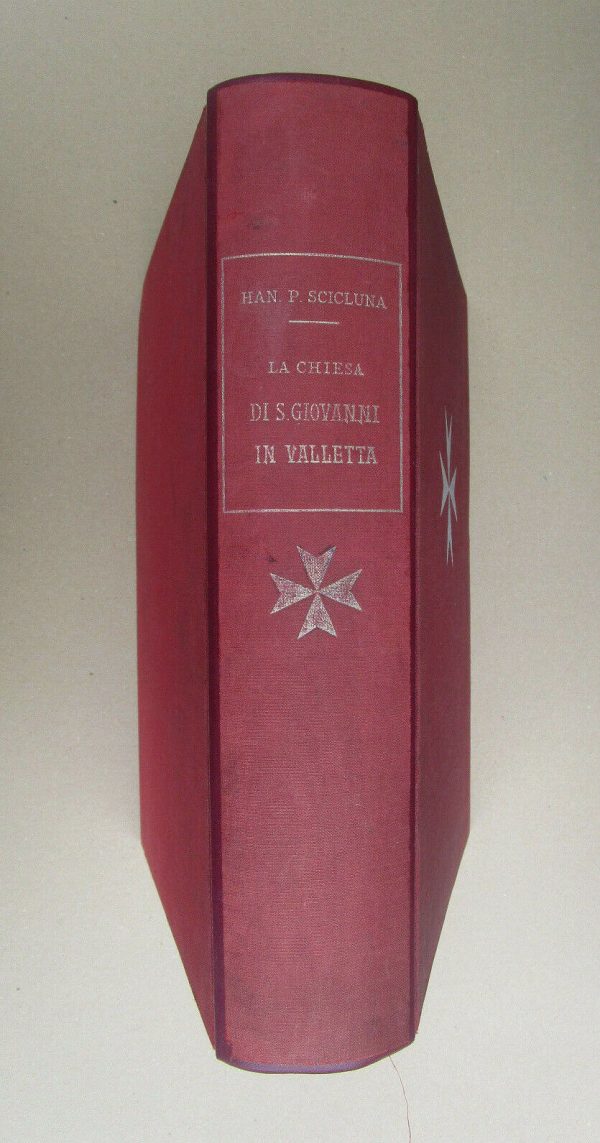 HAN. P. SCICLUNA
LA CHIESA
DI S. GIOVANNI
IN VALLETTA